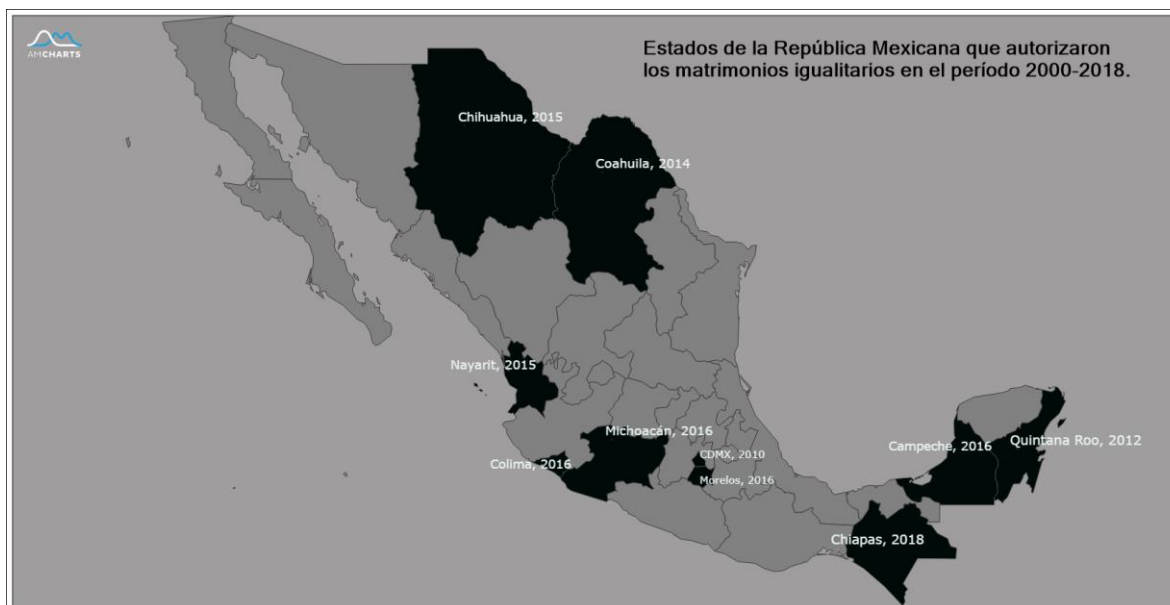 AMCHARTS
Estados de la República Mexicana que autorizaron
los matrimonios igualitarios en el período 2000-2018.
Chihuahua, 2015
Coahuila, 2014
Nayarit, 2015
Michoacán, 2016
Colima, 2016
CDMX, 2010
Morelos, 2016
Campeche, 2016
Quintana Roo, 2012
Chiapas, 2018